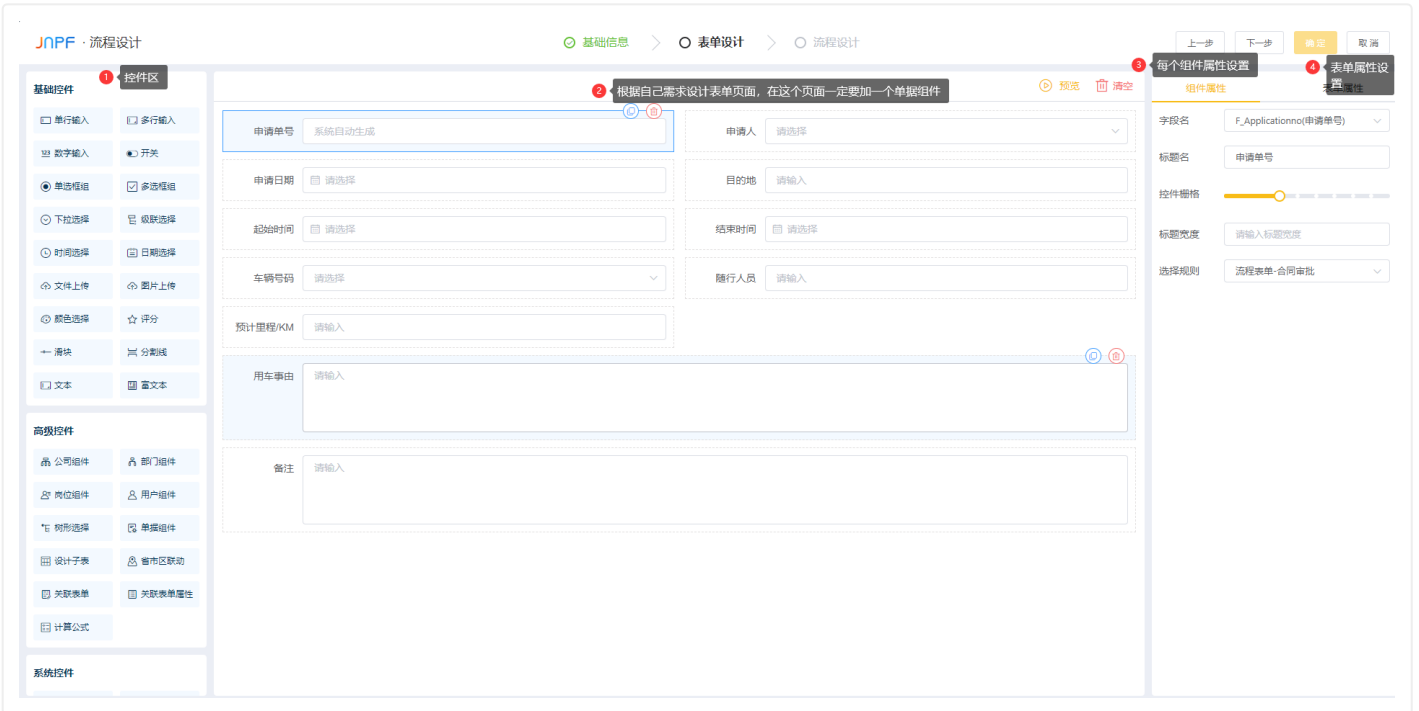 JNPF · 流程设计
基础信息
表单设计
流程设计
上一步
下一步
确定
取消
1 控件区
2 根据自己需求设计表单页面，在这个页面一定要加一个单据组件
3 每个组件属性设置
4 表单属性设置
基础控件
单行输入
多行输入
数字输入
开关
单选框组
多选框组
下拉选择
级联选择
时间选择
日期选择
文件上传
图片上传
颜色选择
评分
滑块
分割线
文本
富文本
高级控件
公司组件
部门组件
岗位组件
用户组件
树形选择
单据组件
设计子表
省市区联动
关联表单
关联表单属性
计算公式
系统控件
预览
清空
申请单号 系统自动生成
申请人 请选择
申请日期 请选择
目的地 请输入
起始时间 请选择
结束时间 请选择
车辆号码 请选择
随行人员 请输入
预计里程/KM 请输入
用车事由 请输入
备注 请输入
组件属性
属性
字段名 F_Applicationno(申请单号)
标题名 申请单号
控件栅格
标题宽度 请输入标题宽度
选择规则 流程表单-合同审批